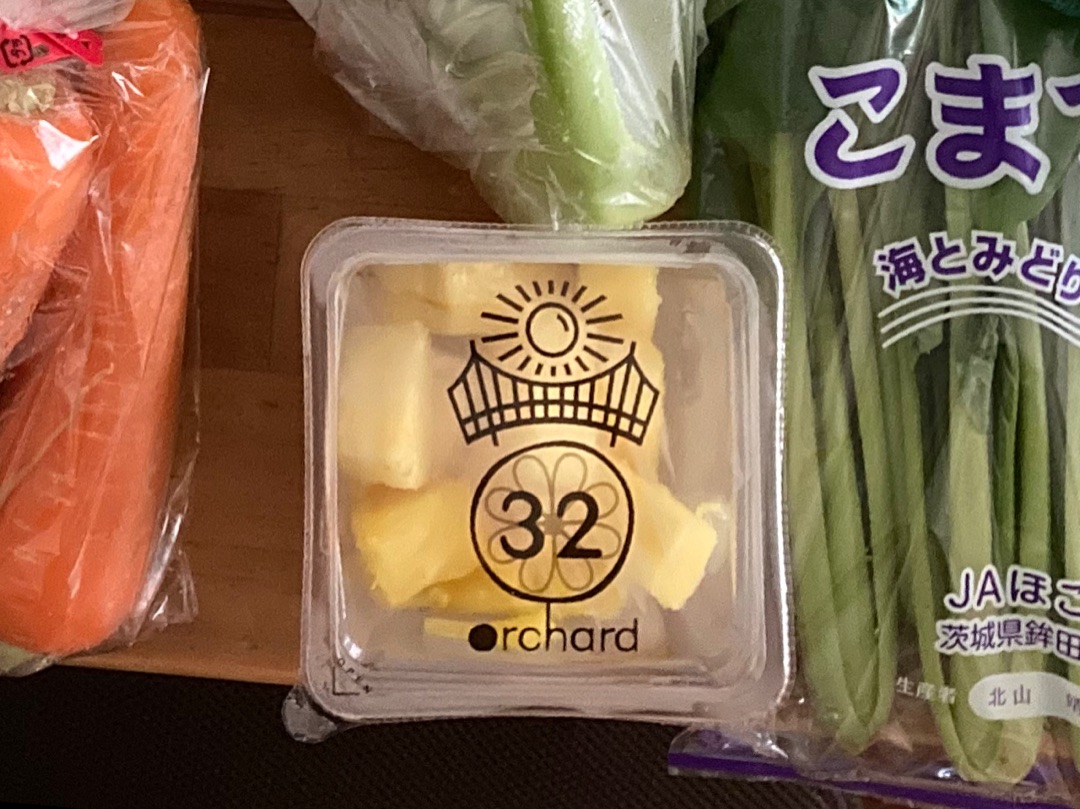 こま
海とみどり
32
orchard
OPEN
JAほこ
茨城県鉾田
生産者 北山